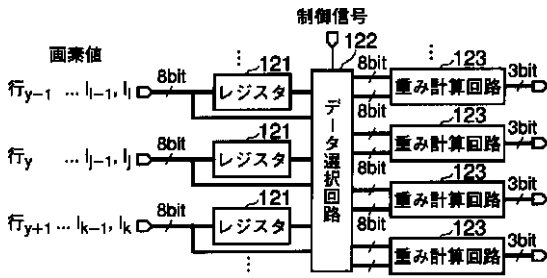 制御信号
画素値
122
⋮
121
8bit
123
⋮
行y-1 … Ii-1, Ii
8bit
レジスタ
重み計算回路
3bit
121
123
行y … Ij-1, Ij
8bit
レジスタ
データ選択回路
8bit
重み計算回路
3bit
121
123
行y+1 … Ik-1, Ik
8bit
レジスタ
8bit
重み計算回路
3bit
⋮
123
8bit
重み計算回路
3bit